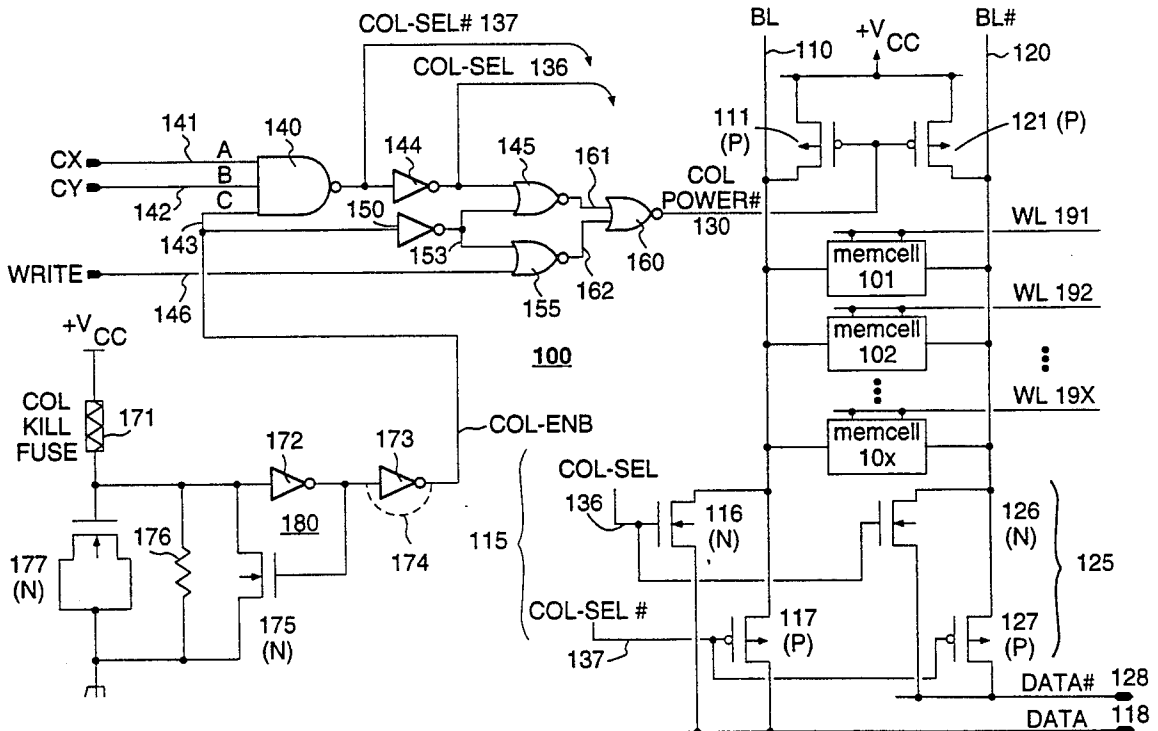 COL-SEL# 137
COL-SEL 136
BL
110
+VCC
BL#
120
141
A
140
144
145
161
111
(P)
121 (P)
CX
CY
B
142
C
143
150
153
COL
POWER#
130
160
162
155
WRITE
146
WL 191
memcell
101
WL 192
memcell
102
WL 19X
memcell
10x
+VCC
100
COL
KILL
FUSE
171
172
173
COL-ENB
180
174
176
177
(N)
175
(N)
115
COL-SEL
136
116
(N)
126
(N)
125
COL-SEL #
137
117
(P)
127
(P)
DATA# 128
DATA 118